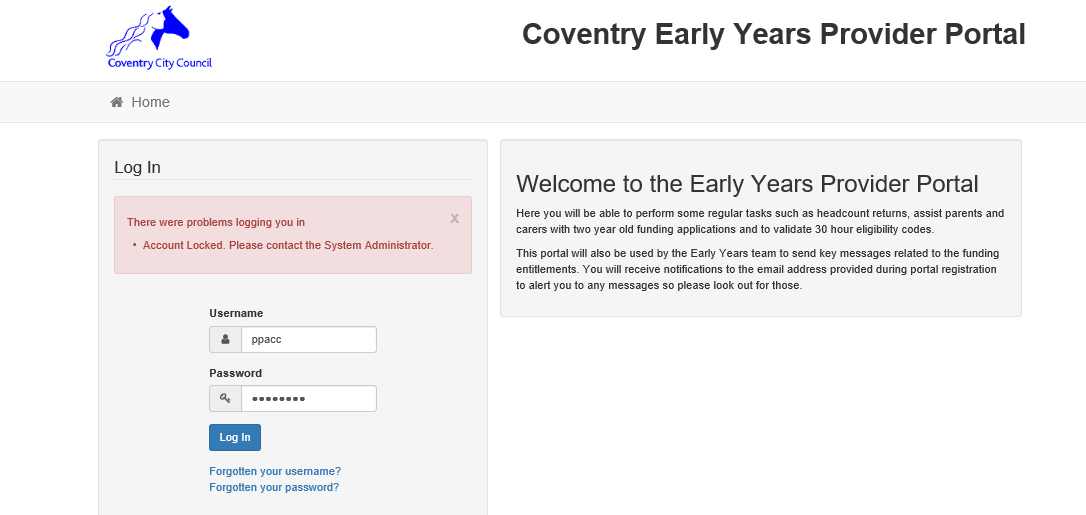 Coventry City Council
Coventry Early Years Provider Portal
Home
Log In
There were problems logging you in
x
• Account Locked. Please contact the System Administrator.
Username
ppacc
Password
••••••••
Log In
Forgotten your username?
Forgotten your password?
Welcome to the Early Years Provider Portal
Here you will be able to perform some regular tasks such as headcount returns, assist parents and
carers with two year old funding applications and to validate 30 hour eligibility codes.
This portal will also be used by the Early Years team to send key messages related to the funding
entitlements. You will receive notifications to the email address provided during portal registration
to alert you to any messages so please look out for those.